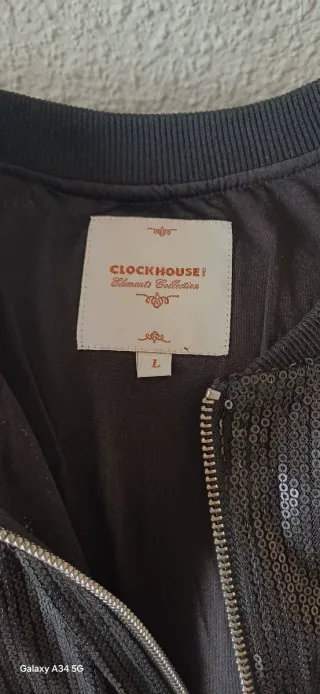 CLOCKHOUSE
Elements Collection
L
Galaxy A34 5G